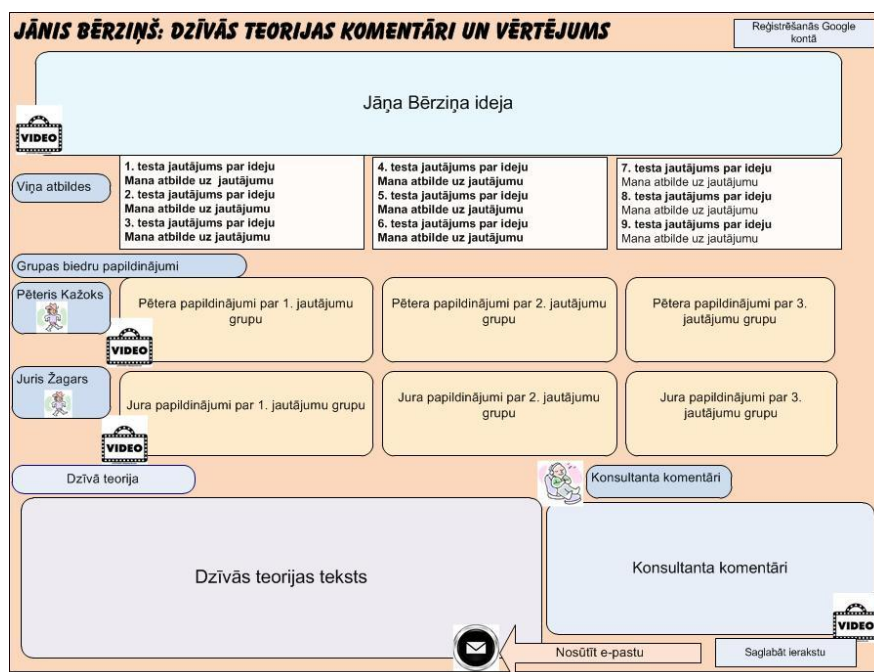 JĀNIS BĒRZIŅŠ: DZĪVĀS TEORIJAS KOMENTĀRI UN VĒRTĒJUMS
Reģistrēšanās Google
kontā
Jāņa Bērziņa ideja
VIDEO
Viņa atbildes
1. testa jautājums par ideju
Mana atbilde uz jautājumu
2. testa jautājums par ideju
Mana atbilde uz jautājumu
3. testa jautājums par ideju
Mana atbilde uz jautājumu
4. testa jautājums par ideju
Mana atbilde uz jautājumu
5. testa jautājums par ideju
Mana atbilde uz jautājumu
6. testa jautājums par ideju
Mana atbilde uz jautājumu
7. testa jautājums par ideju
Mana atbilde uz jautājumu
8. testa jautājums par ideju
Mana atbilde uz jautājumu
9. testa jautājums par ideju
Mana atbilde uz jautājumu
Grupas biedru papildinājumi
Pēteris Kažoks
Pētera papildinājumi par 1. jautājumu
grupu
VIDEO
Pētera papildinājumi par 2. jautājumu
grupu
Pētera papildinājumi par 3.
jautājumu grupu
Juris Žagars
Jura papildinājumi par 1. jautājumu grupu
VIDEO
Jura papildinājumi par 2. jautājumu
grupu
Jura papildinājumi par 3.
jautājumu grupu
Dzīvā teorija
Konsultanta komentāri
Dzīvās teorijas teksts
Konsultanta komentāri
VIDEO
Nosūtīt e-pastu
Saglabāt ierakstu